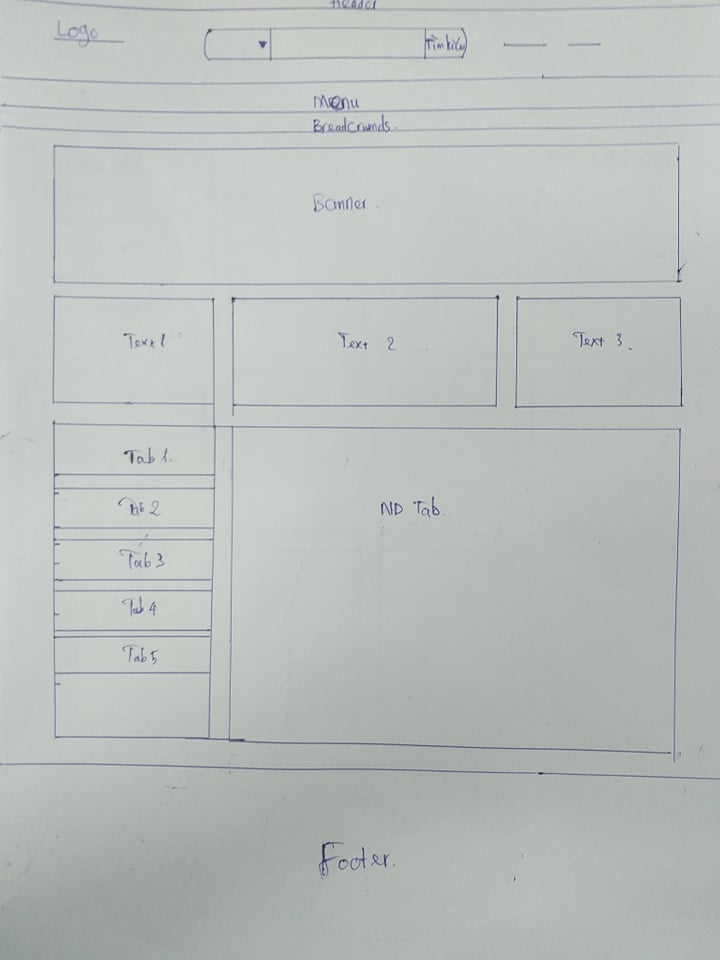 Header
Logo
Tìm kiếm
Menu
Breadcrumds.
Banner.
Text 1
Text 2
Text 3.
Tab 1.
Tab 2
Tab 3
Tab 4
Tab 5
ND Tab.
Footer.